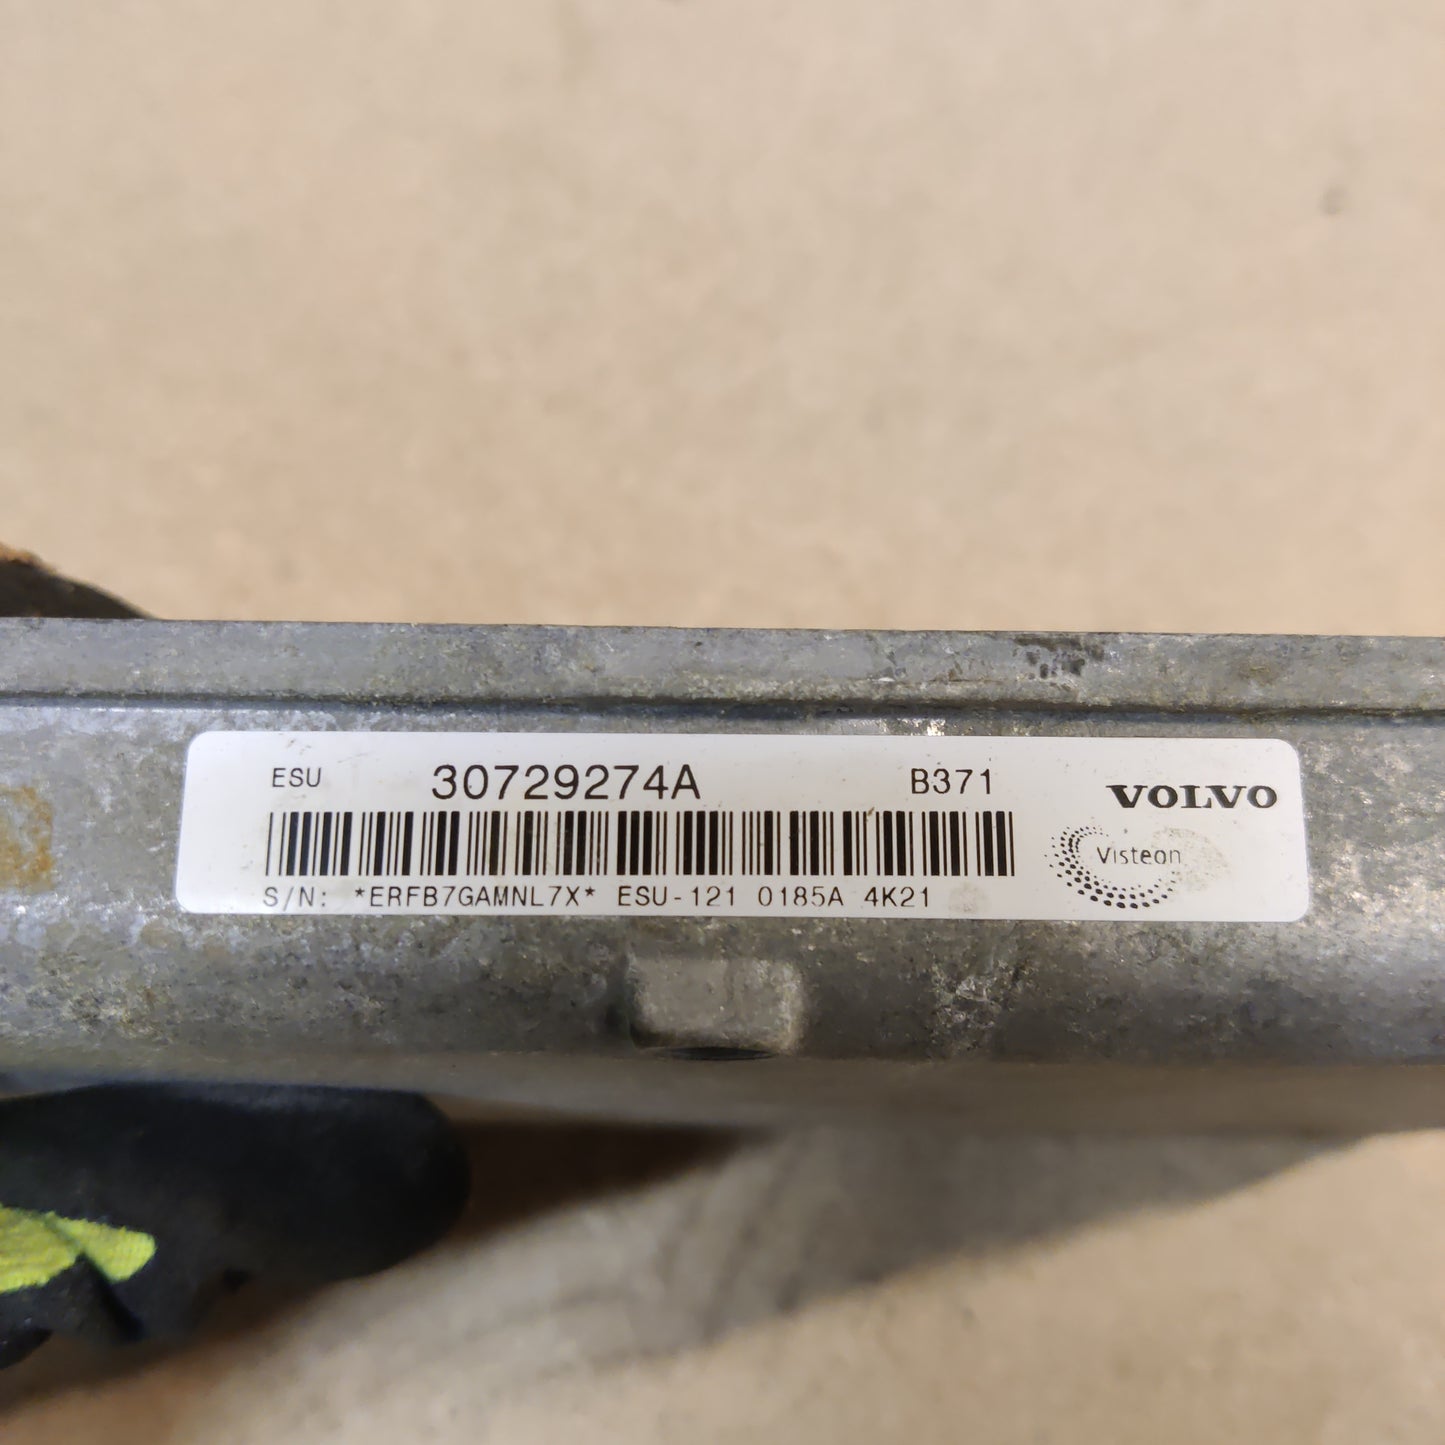 ESU 30729274A B371
VOLVO
Visteon
S/N: *ERFB7GAMNL7X* ESU-121 0185A 4K21